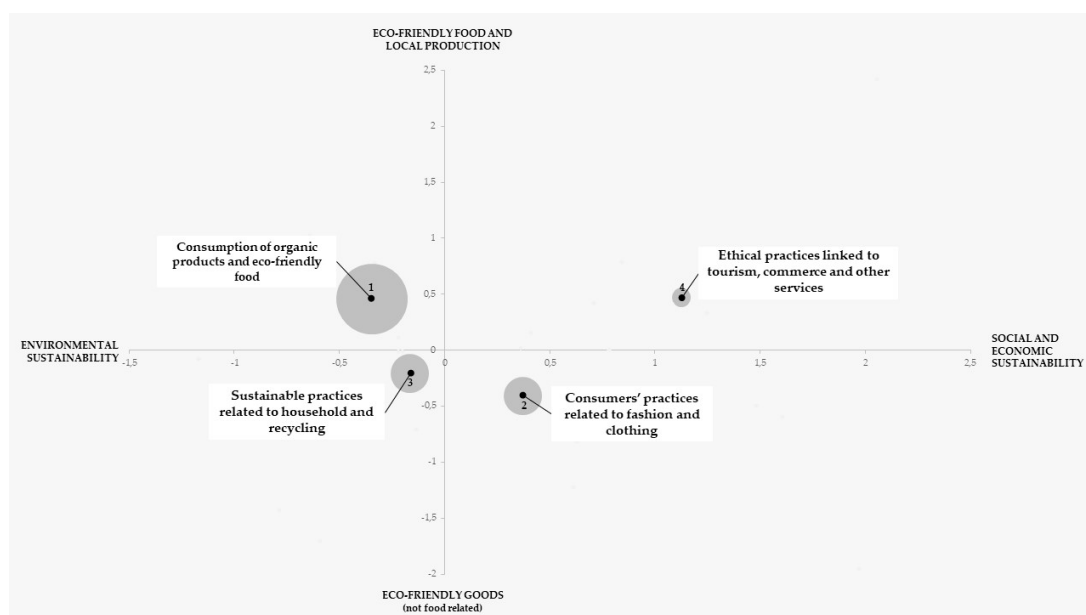 ECO-FRIENDLY FOOD AND
LOCAL PRODUCTION
2,5
2
1,5
1
Consumption of organic
products and eco-friendly
food
Ethical practices linked to
tourism, commerce and other
services
1
0,5
4
ENVIRONMENTAL
SUSTAINABILITY
0
SOCIAL AND
ECONOMIC
SUSTAINABILITY
-1,5
-1
-0,5
0
0,5
1
1,5
2
2,5
3
Sustainable practices
related to household and
recycling
2
-0,5
Consumers' practices
related to fashion and
clothing
-1
-1,5
-2
ECO-FRIENDLY GOODS
(not food related)